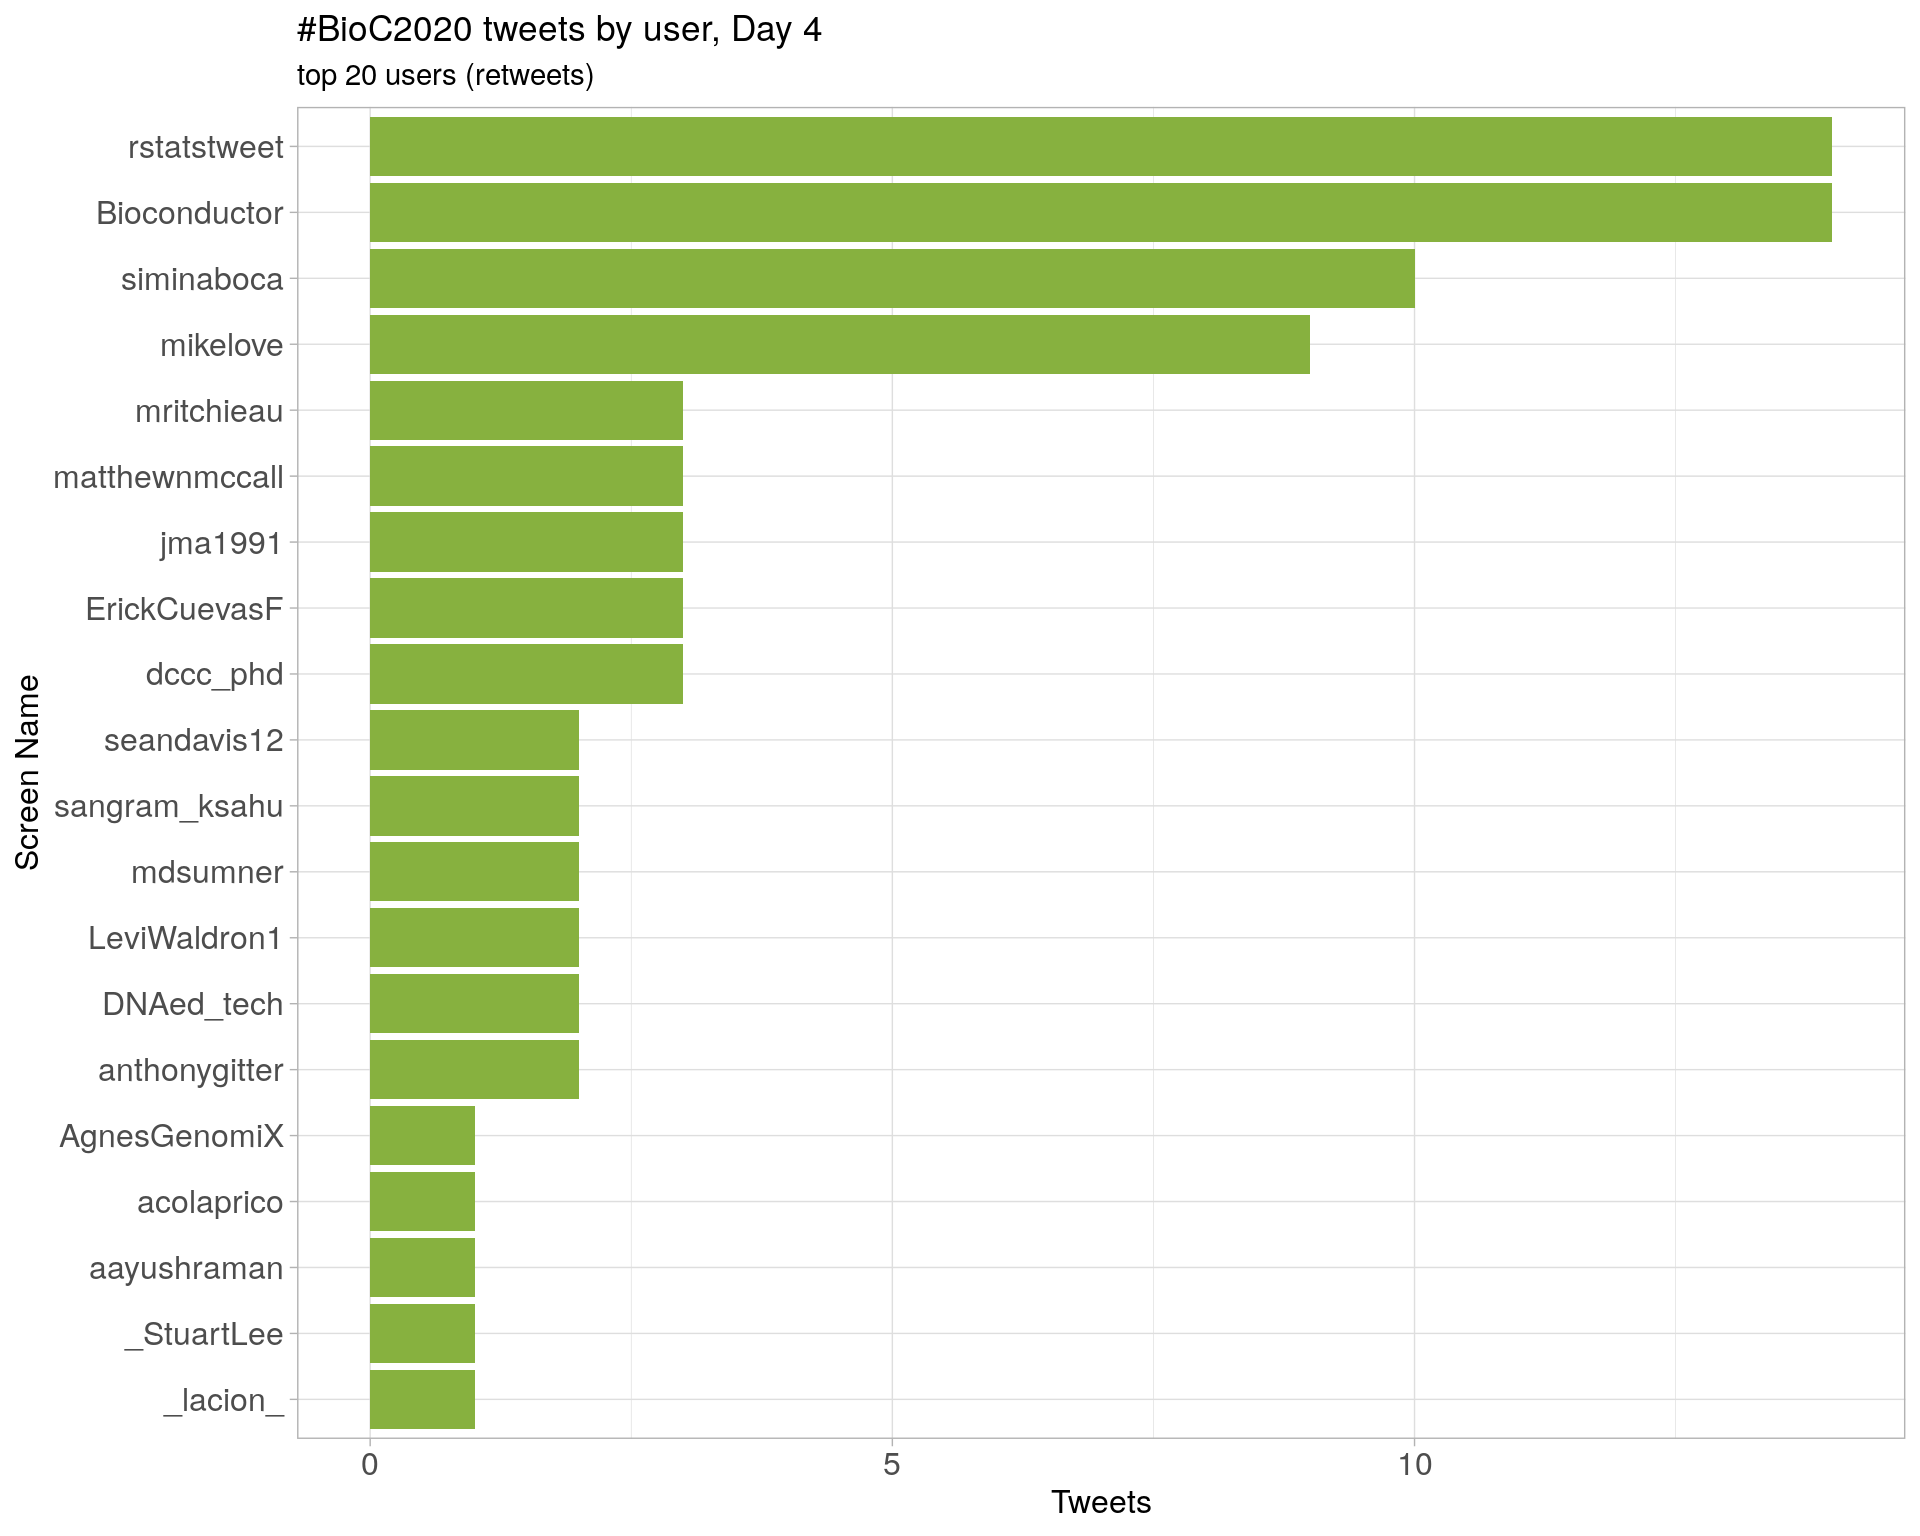 #BioC2020 tweets by user, Day 4
top 20 users (retweets)
rstatstweet
Bioconductor
siminaboca
mikelove
mritchieau
matthewnmccall
jma1991
ErickCuevasF
dccc_phd
seandavis12
sangram_ksahu
mdsumner
LeviWaldron1
DNAed_tech
anthonygitter
AgnesGenomiX
acolaprico
aayushraman
_StuartLee
_lacion_
Screen Name
0 5 10
Tweets